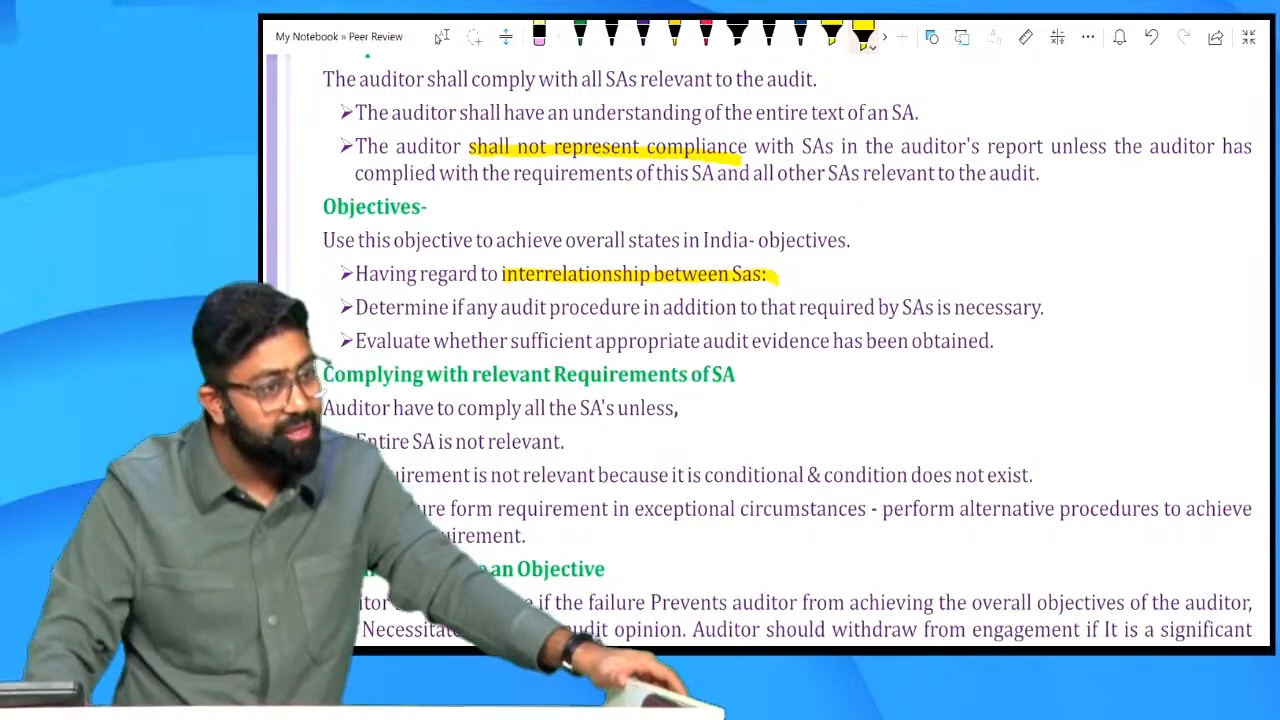 My Notebook » Peer Review
The auditor shall comply with all SAs relevant to the audit.
➢The auditor shall have an understanding of the entire text of an SA.
➢The auditor shall not represent compliance with SAs in the auditor's report unless the auditor has
complied with the requirements of this SA and all other SAs relevant to the audit.
Objectives-
Use this objective to achieve overall states in India- objectives.
➢Having regard to interrelationship between Sas:
➢Determine if any audit procedure in addition to that required by SAs is necessary.
➢Evaluate whether sufficient appropriate audit evidence has been obtained.
Complying with relevant Requirements of SA
Auditor have to comply all the SA's unless,
Entire SA is not relevant.
is not relevant because it is conditional & condition does not exist.
form requirement in exceptional circumstances - perform alternative procedures to achieve
an Objective
if the failure Prevents auditor from achieving the overall objectives of the auditor,
audit opinion. Auditor should withdraw from engagement if It is a significant